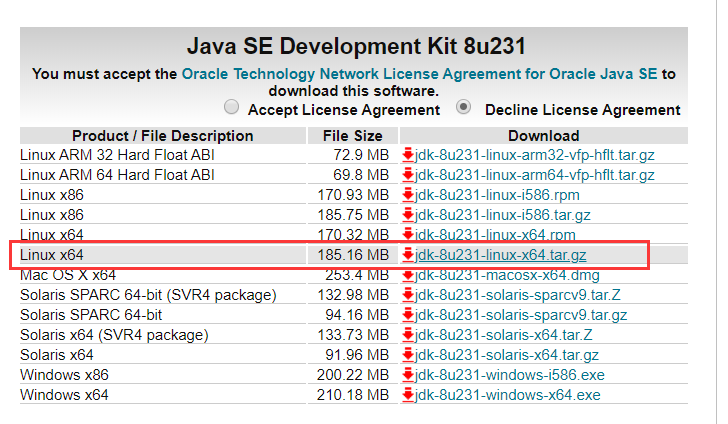 Java SE Development Kit 8u231
You must accept the Oracle Technology Network License Agreement for Oracle Java SE to
download this software.
Accept License Agreement Decline License Agreement
Product / File Description File Size Download
Linux ARM 32 Hard Float ABI 72.9 MB jdk-8u231-linux-arm32-vfp-hflt.tar.gz
Linux ARM 64 Hard Float ABI 69.8 MB jdk-8u231-linux-arm64-vfp-hflt.tar.gz
Linux x86 170.93 MB jdk-8u231-linux-i586.rpm
Linux x86 185.75 MB jdk-8u231-linux-i586.tar.gz
Linux x64 170.32 MB jdk-8u231-linux-x64.rpm
Linux x64 185.16 MB jdk-8u231-linux-x64.tar.gz
Mac OS X x64 253.4 MB jdk-8u231-macosx-x64.dmg
Solaris SPARC 64-bit (SVR4 package) 132.98 MB jdk-8u231-solaris-sparcv9.tar.Z
Solaris SPARC 64-bit 94.16 MB jdk-8u231-solaris-sparcv9.tar.gz
Solaris x64 (SVR4 package) 133.73 MB jdk-8u231-solaris-x64.tar.Z
Solaris x64 91.96 MB jdk-8u231-solaris-x64.tar.gz
Windows x86 200.22 MB jdk-8u231-windows-i586.exe
Windows x64 210.18 MB jdk-8u231-windows-x64.exe